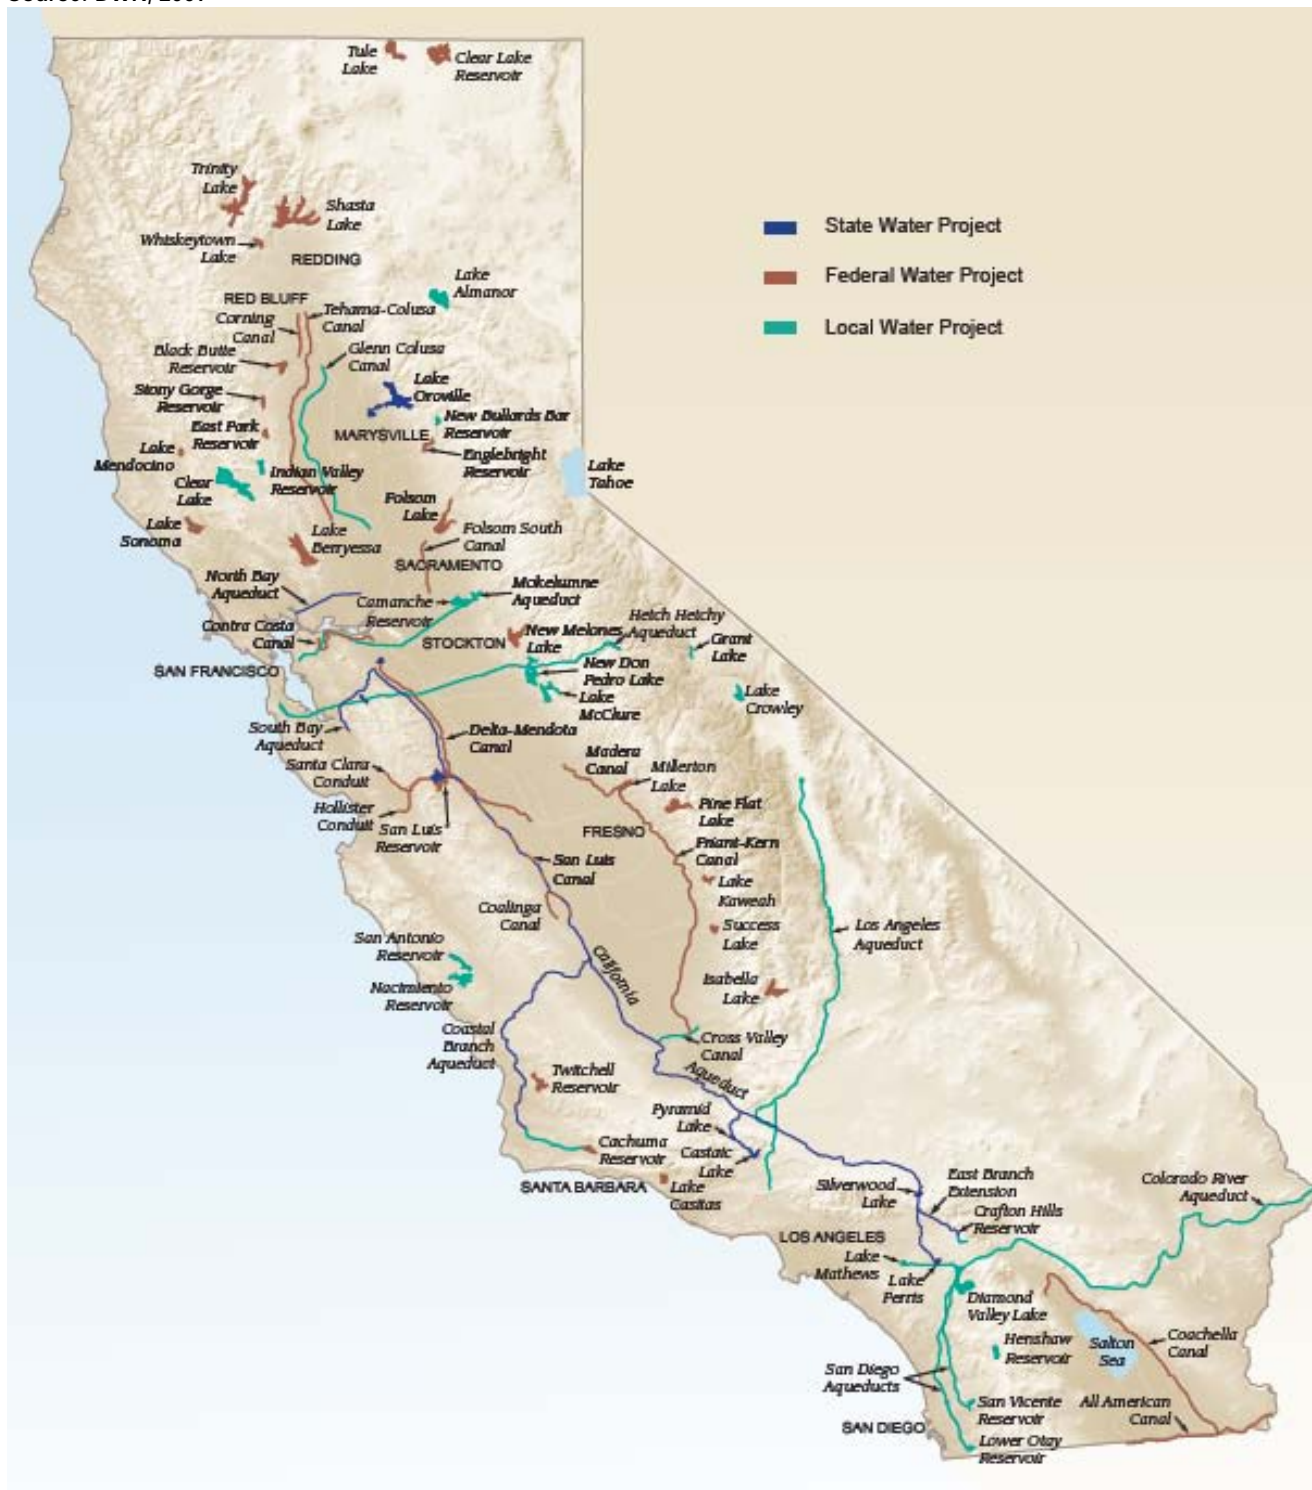 Tule
Lake
Clear Lake
Reservoir
Trinity
Lake
Shasta
Lake
Whiskeytown
Lake
REDDING
State Water Project
Federal Water Project
Local Water Project
Lake
Almanor
RED BLUFF
Tehama-Colusa
Canal
Corning
Canal
Glenn Colusa
Canal
Black Butte
Reservoir
Lake
Oroville
Stony Gorge
Reservoir
New Bullards Bar
Reservoir
East Park
Reservoir
MARYSVILLE
Englebright
Reservoir
Lake
Mendocino
Indian Valley
Reservoir
Lake
Tahoe
Clear
Lake
Folsom
Lake
Lake
Sonoma
Lake
Berryessa
Folsom South
Canal
SACRAMENTO
North Bay
Aqueduct
Camanche
Reservoir
Mokelumne
Aqueduct
Contra Costa
Canal
STOCKTON
New Melones
Lake
Hetch Hetchy
Aqueduct
Grant
Lake
SAN FRANCISCO
New Don
Pedro Lake
Lake
McClure
Lake
Crowley
South Bay
Aqueduct
Delta-Mendota
Canal
Santa Clara
Conduit
Madera
Canal
Millerton
Lake
Hollister
Conduit
San Luis
Reservoir
Pine Flat
Lake
FRESNO
Friant-Kern
Canal
San Luis
Canal
Lake
Kaweah
Coalinga
Canal
Success
Lake
Los Angeles
Aqueduct
San Antonio
Reservoir
California
Isabella
Lake
Nacimiento
Reservoir
Coastal
Branch
Aqueduct
Cross Valley
Canal
Aqueduct
Twitchell
Reservoir
Pyramid
Lake
Cachuma
Reservoir
Castaic
Lake
SANTA BARBARA
Lake
Casitas
Silverwood
Lake
East Branch
Extension
Colorado River
Aqueduct
Crafton Hills
Reservoir
LOS ANGELES
Lake
Mathews
Lake
Perris
Diamond
Valley Lake
Henshaw
Reservoir
Salton
Sea
Coachella
Canal
San Diego
Aqueducts
San Vicente
Reservoir
All American
Canal
SAN DIEGO
Lower Otay
Reservoir